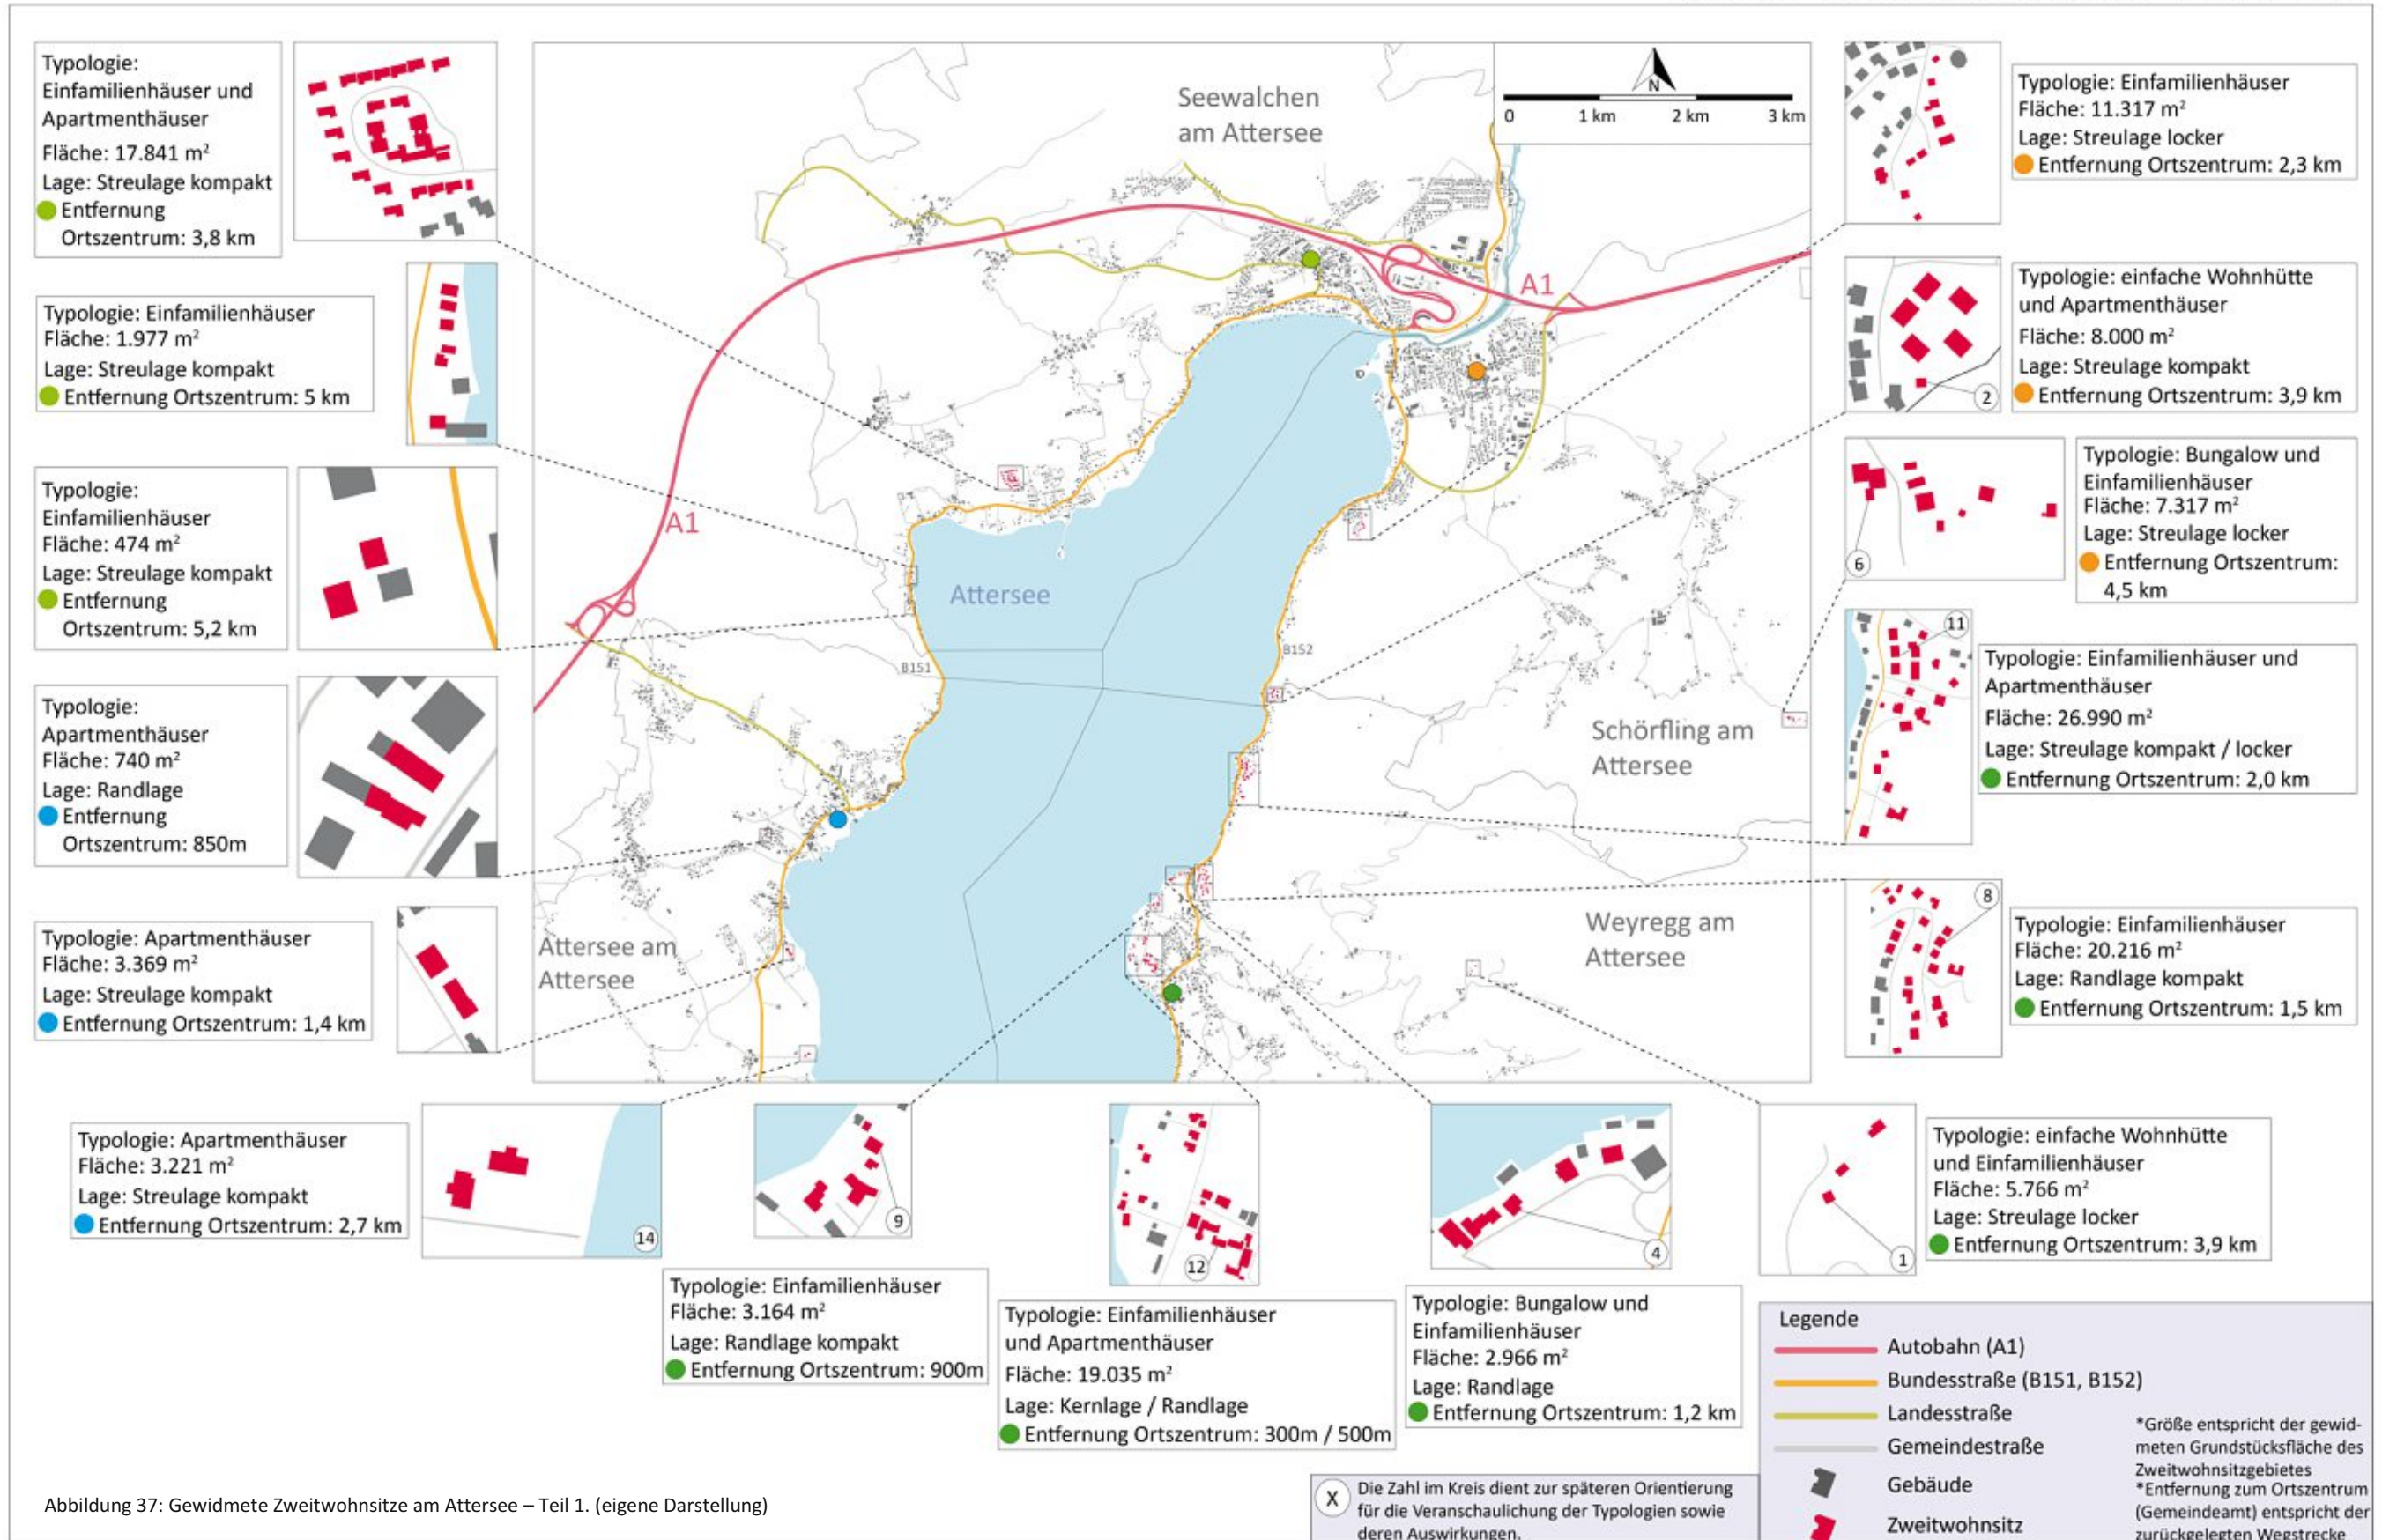 Typologie:
Einfamilienhäuser und
Apartmenthäuser
Fläche: 17.841 m²
Lage: Streulage kompakt
Entfernung
Ortszentrum: 3,8 km
Typologie: Einfamilienhäuser
Fläche: 1.977 m²
Lage: Streulage kompakt
Entfernung Ortszentrum: 5 km
Typologie:
Einfamilienhäuser
Fläche: 474 m²
Lage: Streulage kompakt
Entfernung
Ortszentrum: 5,2 km
Typologie:
Apartmenthäuser
Fläche: 740 m²
Lage: Randlage
Entfernung
Ortszentrum: 850m
Typologie: Apartmenthäuser
Fläche: 3.369 m²
Lage: Streulage kompakt
Entfernung Ortszentrum: 1,4 km
Seewalchen
am Attersee
N
0 1 km 2 km 3 km
A1
A1
Attersee
B151
B152
Schörfling am
Attersee
Attersee am
Attersee
Weyregg am
Attersee
Typologie: Einfamilienhäuser
Fläche: 11.317 m²
Lage: Streulage locker
Entfernung Ortszentrum: 2,3 km
2
Typologie: einfache Wohnhütte
und Apartmenthäuser
Fläche: 8.000 m²
Lage: Streulage kompakt
Entfernung Ortszentrum: 3,9 km
6
Typologie: Bungalow und
Einfamilienhäuser
Fläche: 7.317 m²
Lage: Streulage locker
Entfernung Ortszentrum:
4,5 km
11
Typologie: Einfamilienhäuser und
Apartmenthäuser
Fläche: 26.990 m²
Lage: Streulage kompakt / locker
Entfernung Ortszentrum: 2,0 km
8
Typologie: Einfamilienhäuser
Fläche: 20.216 m²
Lage: Randlage kompakt
Entfernung Ortszentrum: 1,5 km
Typologie: Apartmenthäuser
Fläche: 3.221 m²
Lage: Streulage kompakt
Entfernung Ortszentrum: 2,7 km
14
9
Typologie: Einfamilienhäuser
Fläche: 3.164 m²
Lage: Randlage kompakt
Entfernung Ortszentrum: 900m
12
Typologie: Einfamilienhäuser
und Apartmenthäuser
Fläche: 19.035 m²
Lage: Kernlage / Randlage
Entfernung Ortszentrum: 300m / 500m
4
Typologie: Bungalow und
Einfamilienhäuser
Fläche: 2.966 m²
Lage: Randlage
Entfernung Ortszentrum: 1,2 km
1
Typologie: einfache Wohnhütte
und Einfamilienhäuser
Fläche: 5.766 m²
Lage: Streulage locker
Entfernung Ortszentrum: 3,9 km
Legende
Autobahn (A1)
Bundesstraße (B151, B152)
Landesstraße
Gemeindestraße
Gebäude
Zweitwohnsitz
*Größe entspricht der gewid-
meten Grundstücksfläche des
Zweitwohnsitzgebietes
*Entfernung zum Ortszentrum
(Gemeindeamt) entspricht der
zurückgelegten Wegstrecke
X
Die Zahl im Kreis dient zur späteren Orientierung
für die Veranschaulichung der Typologien sowie
deren Auswirkungen.
Abbildung 37: Gewidmete Zweitwohnsitze am Attersee – Teil 1. (eigene Darstellung)